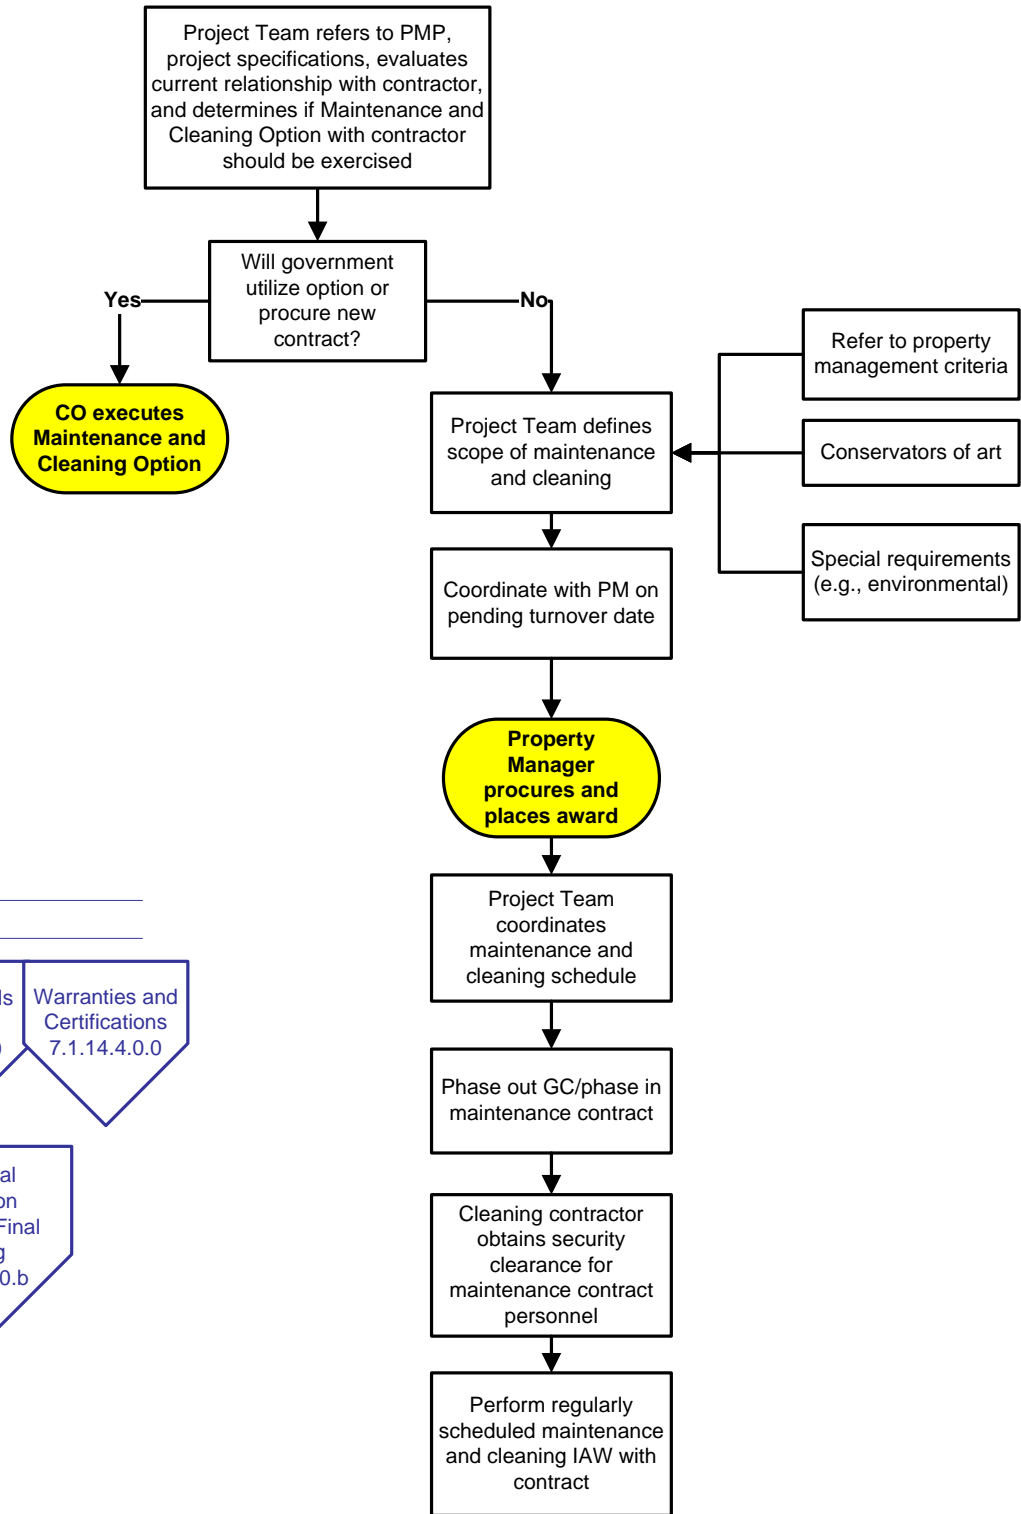 Project Team refers to PMP,
project specifications, evaluates
current relationship with contractor,
and determines if Maintenance and
Cleaning Option with contractor
should be exercised
Will government
utilize option or
procure new
contract?
Yes
No
CO executes
Maintenance and
Cleaning Option
Project Team defines
scope of maintenance
and cleaning
Refer to property
management criteria
Conservators of art
Special requirements
(e.g., environmental)
Coordinate with PM on
pending turnover date
Property
Manager
procures and
places award
Project Team
coordinates
maintenance and
cleaning schedule
Phase out GC/phase in
maintenance contract
Cleaning contractor
obtains security
clearance for
maintenance contract
personnel
Perform regularly
scheduled maintenance
and cleaning IAW with
contract
Warranties and
Certifications
7.1.14.4.0.0
Final